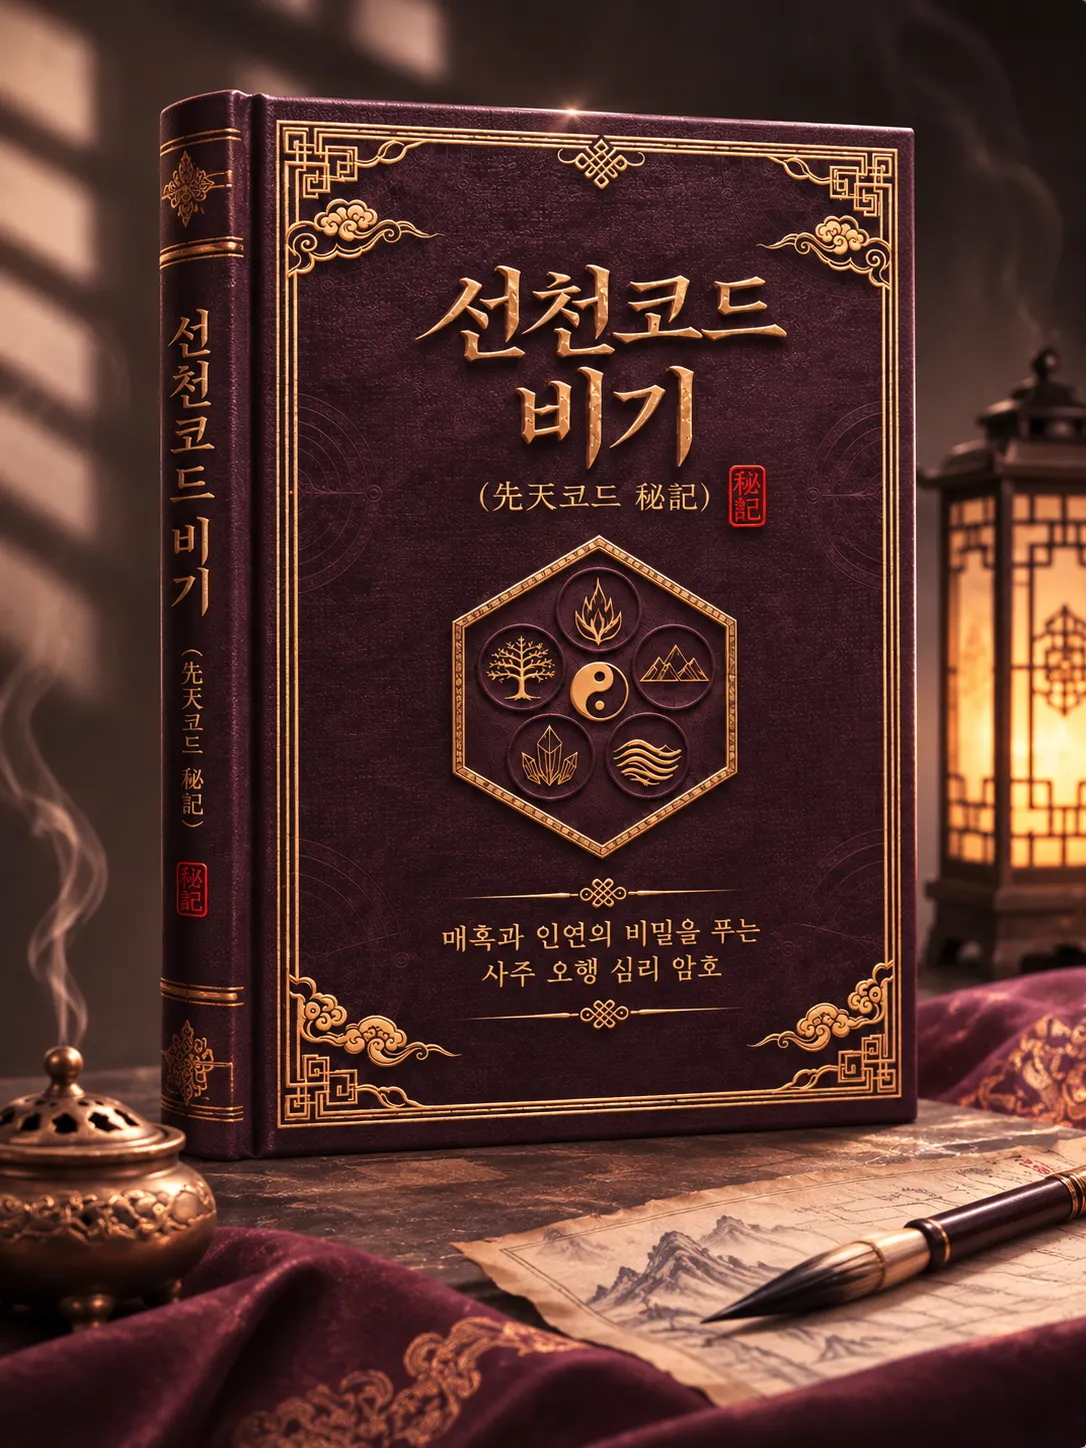 선천코드 비기 (先天코드 秘記)
秘記
선천코드
비기
(先天코드 秘記)
秘記
매혹과 인연의 비밀을 푸는
사주 오행 심리 암호